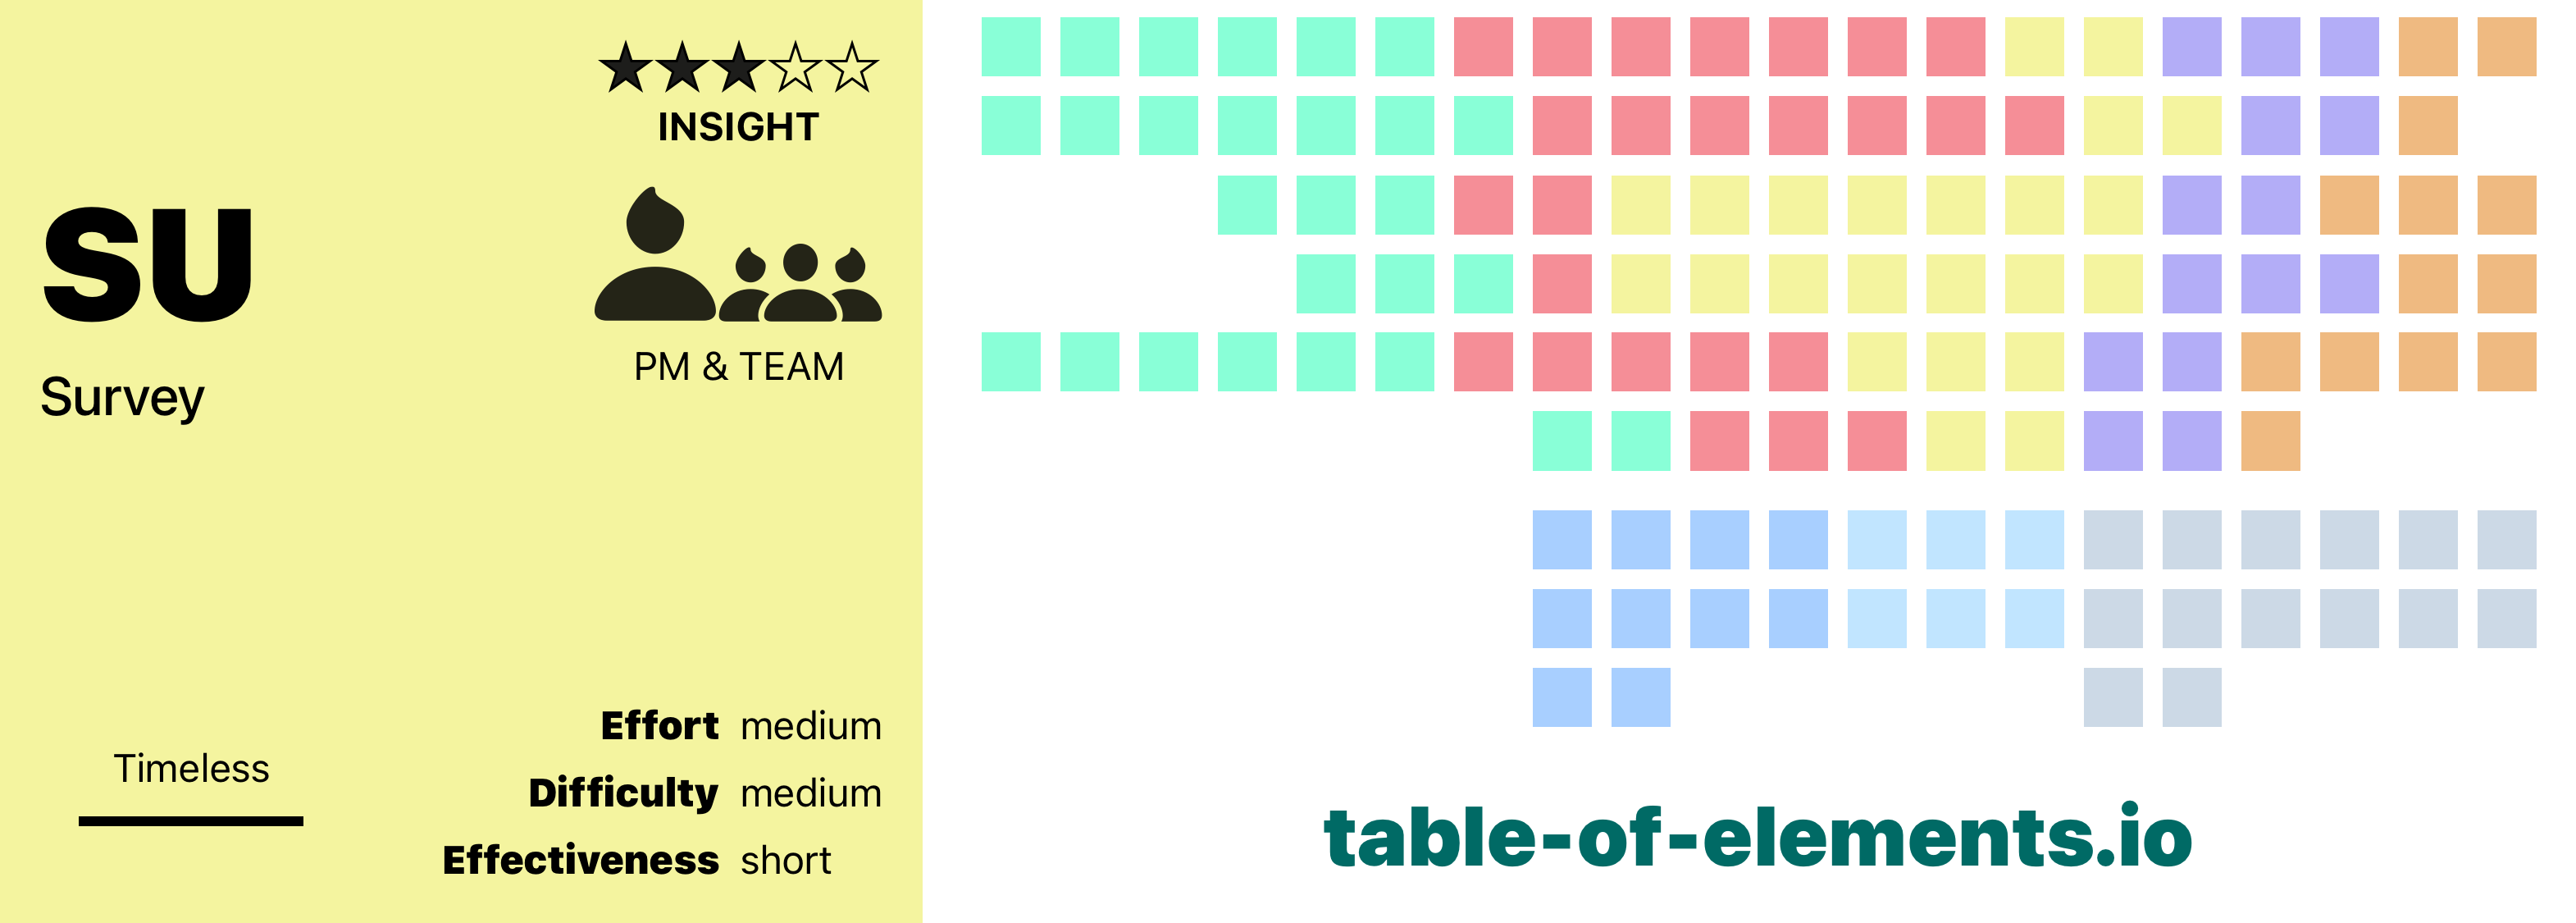 ★★★☆☆
INSIGHT
SU
Survey
PM & TEAM
Timeless
Effort medium
Difficulty medium
Effectiveness short
table-of-elements.io